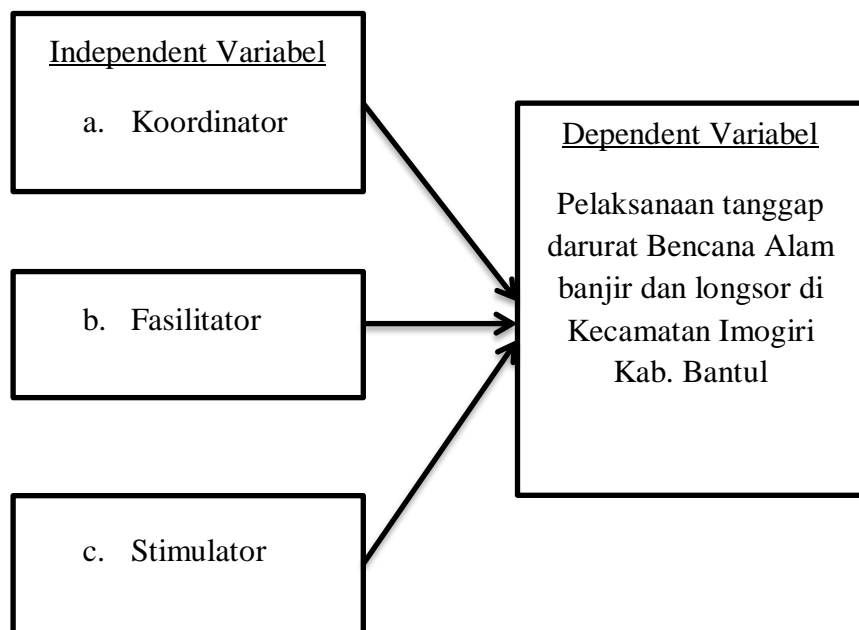 Independent Variabel
a. Koordinator
b. Fasilitator
c. Stimulator
Dependent Variabel
Pelaksanaan tanggap
darurat Bencana Alam
banjir dan longsor di
Kecamatan Imogiri
Kab. Bantul